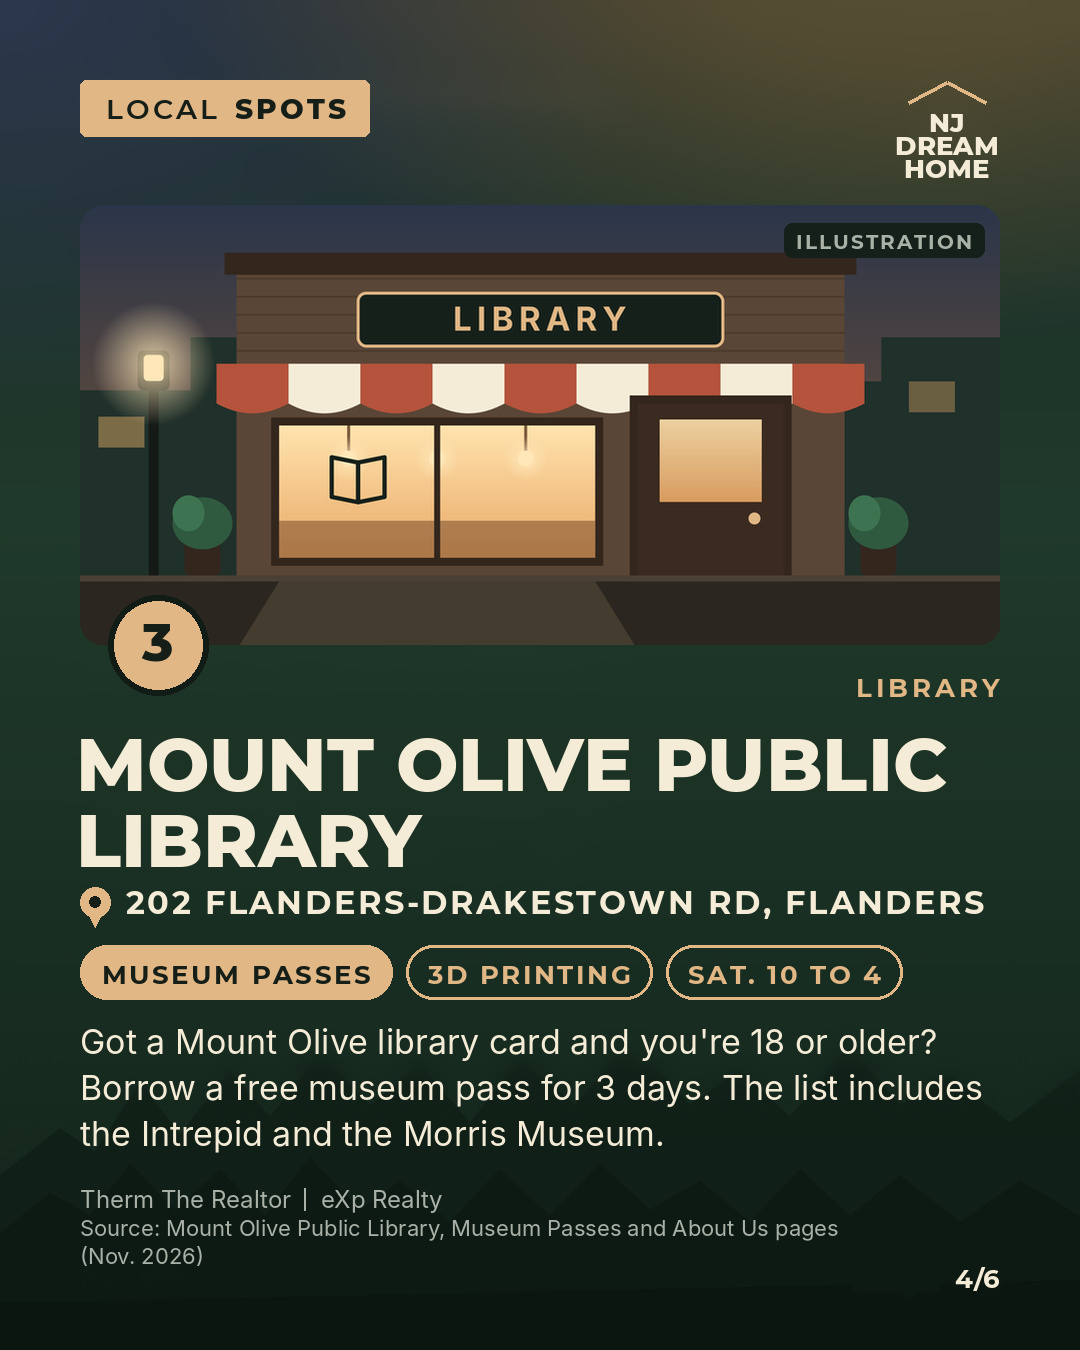 LOCAL SPOTS
NJ
DREAM
HOME
ILLUSTRATION
LIBRARY
3
LIBRARY
MOUNT OLIVE PUBLIC
LIBRARY
202 FLANDERS-DRAKESTOWN RD, FLANDERS
MUSEUM PASSES
3D PRINTING
SAT. 10 TO 4
Got a Mount Olive library card and you're 18 or older?
Borrow a free museum pass for 3 days. The list includes
the Intrepid and the Morris Museum.
Therm The Realtor | eXp Realty
Source: Mount Olive Public Library, Museum Passes and About Us pages
(Nov. 2026)
4/6